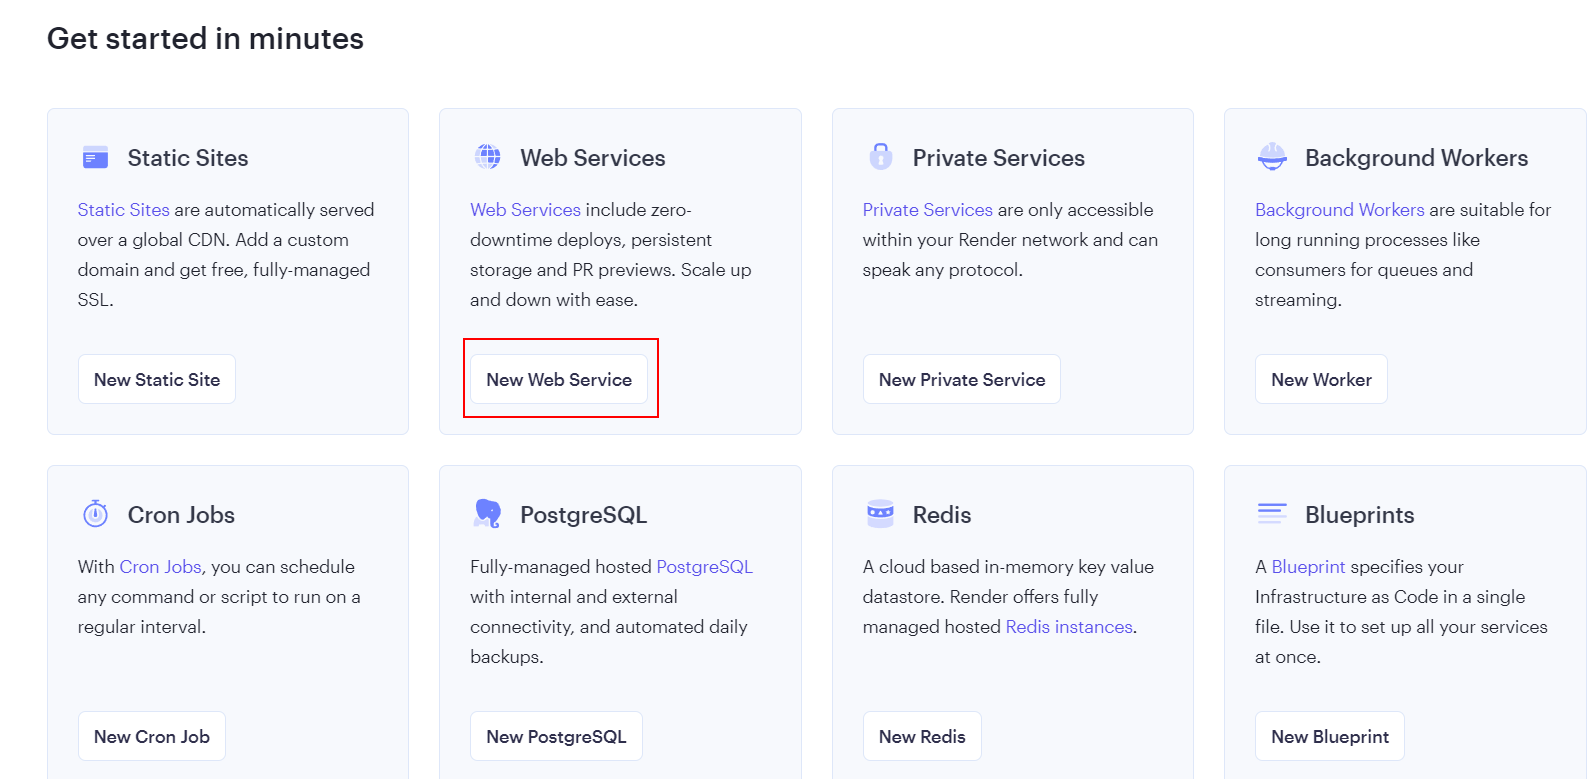 Get started in minutes
Static Sites
Static Sites are automatically served
over a global CDN. Add a custom
domain and get free, fully-managed
SSL.
New Static Site
Web Services
Web Services include zero-
downtime deploys, persistent
storage and PR previews. Scale up
and down with ease.
New Web Service
Private Services
Private Services are only accessible
within your Render network and can
speak any protocol.
New Private Service
Background Workers
Background Workers are suitable for
long running processes like
consumers for queues and
streaming.
New Worker
Cron Jobs
With Cron Jobs, you can schedule
any command or script to run on a
regular interval.
New Cron Job
PostgreSQL
Fully-managed hosted PostgreSQL
with internal and external
connectivity, and automated daily
backups.
New PostgreSQL
Redis
A cloud based in-memory key value
datastore. Render offers fully
managed hosted Redis instances.
New Redis
Blueprints
A Blueprint specifies your
Infrastructure as Code in a single
file. Use it to set up all your services
at once.
New Blueprint